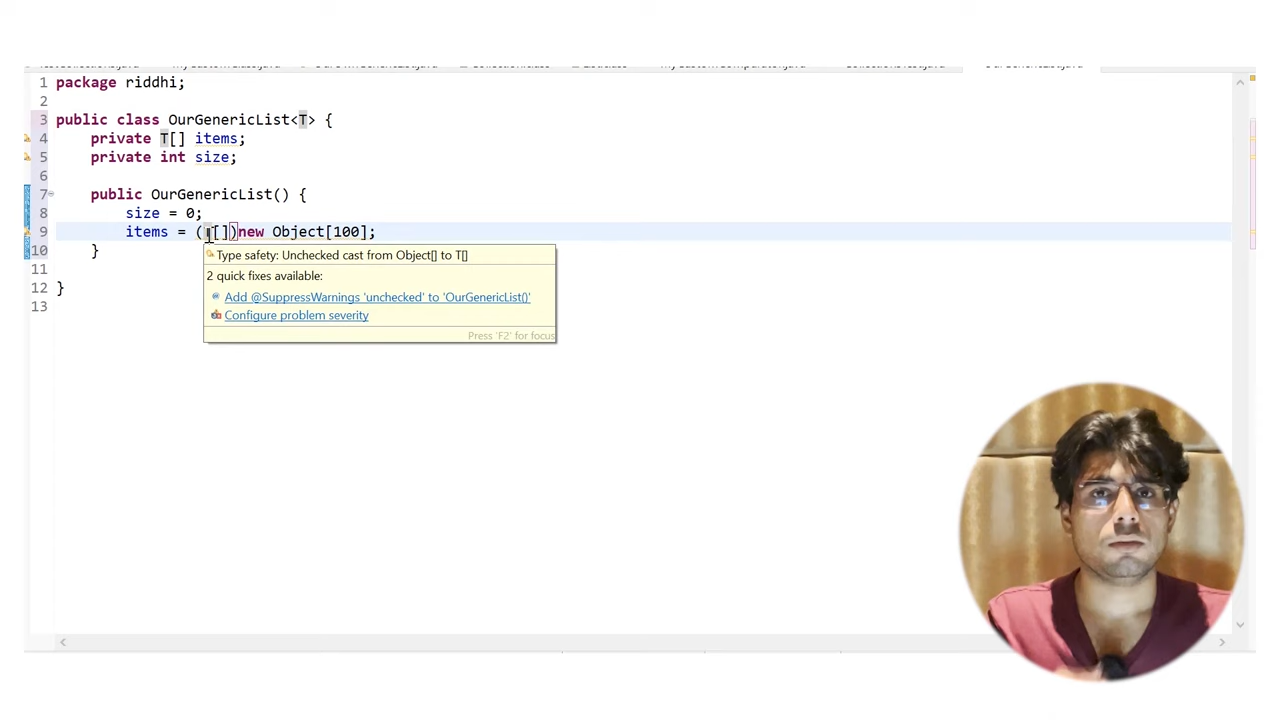 1 package riddhi;
2
3 public class OurGenericList<T> {
4 private T[] items;
5 private int size;
6
7 public OurGenericList() {
8 size = 0;
9 items = (T[])new Object[100];
10 }
11
12 }
13
Type safety: Unchecked cast from Object[] to T[]
2 quick fixes available:
Add @SuppressWarnings 'unchecked' to 'OurGenericList()'
Configure problem severity
Press 'F2' for focus